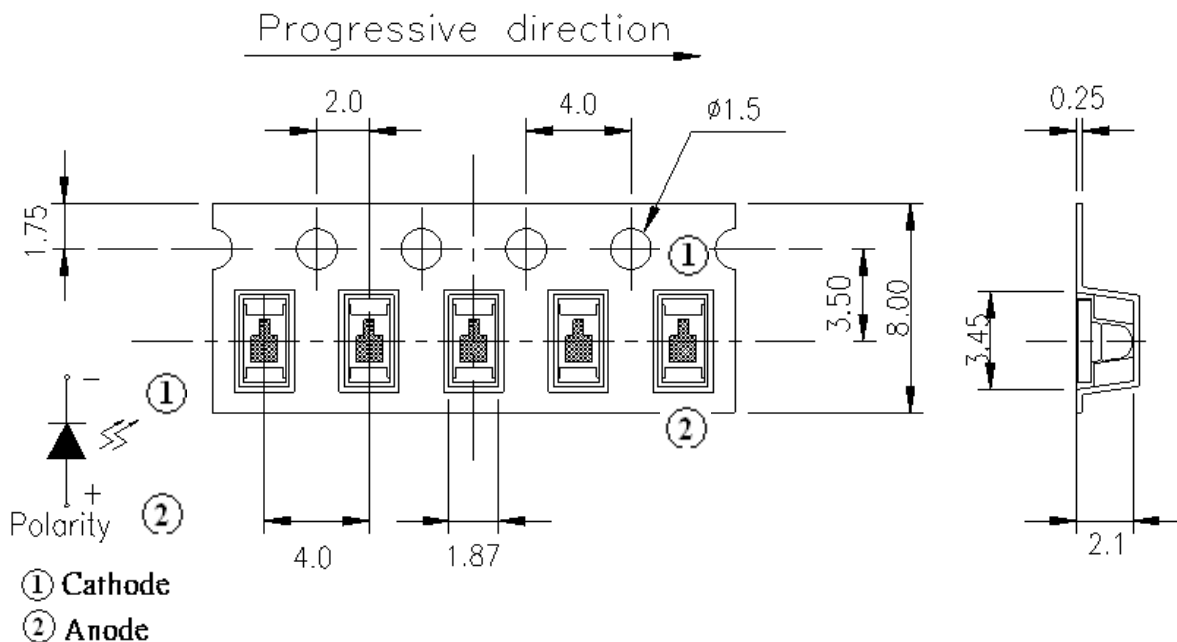 Progressive direction
2.0
4.0
ø1.5
0.25
1.75
①
3.50
8.00
3.45
- ①
②
+
Polarity ②
4.0
1.87
2.1
① Cathode
② Anode